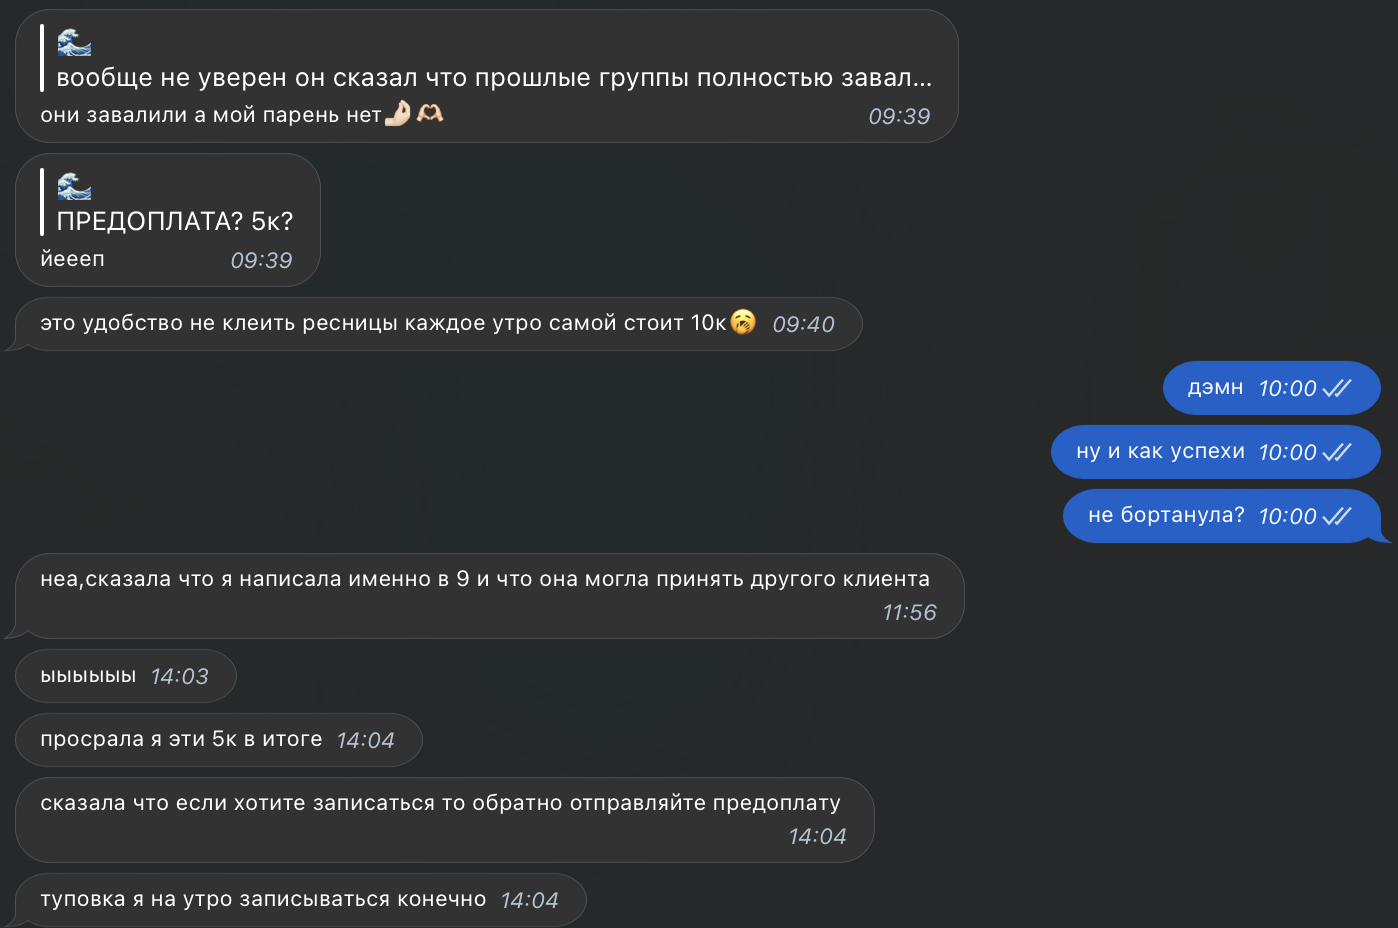 🌊
вообще не уверен он сказал что прошлые группы полностью завал...
они завалили а мой парень нет🤌🏻🫶🏻
09:39
🌊
ПРЕДОПЛАТА? 5к?
йеееп 09:39
это удобство не клеить ресницы каждое утро самой стоит 10к🥱 09:40
дэмн 10:00
ну и как успехи 10:00
не бортанула? 10:00
неа,сказала что я написала именно в 9 и что она могла принять другого клиента
11:56
ыыыыыы 14:03
просрала я эти 5к в итоге 14:04
сказала что если хотите записаться то обратно отправляйте предоплату
14:04
туповка я на утро записываться конечно 14:04